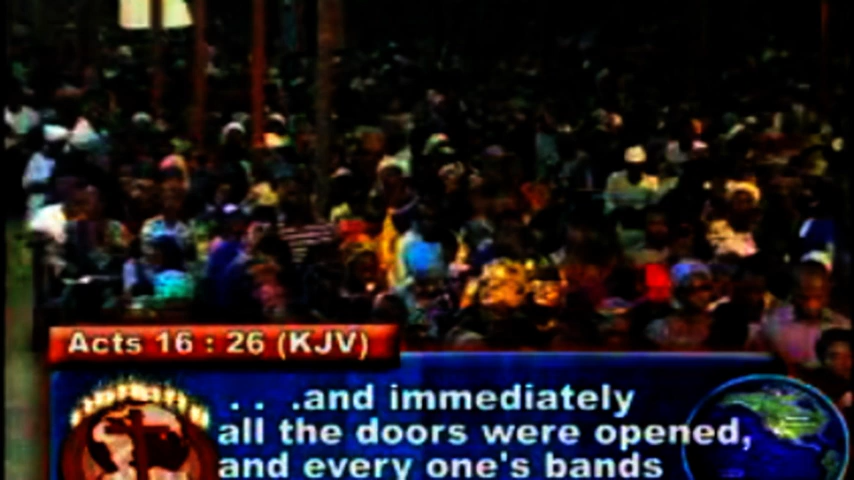 Acts 16 : 26 (KJV)
. . .and immediately
all the doors were opened,
and every one's bands